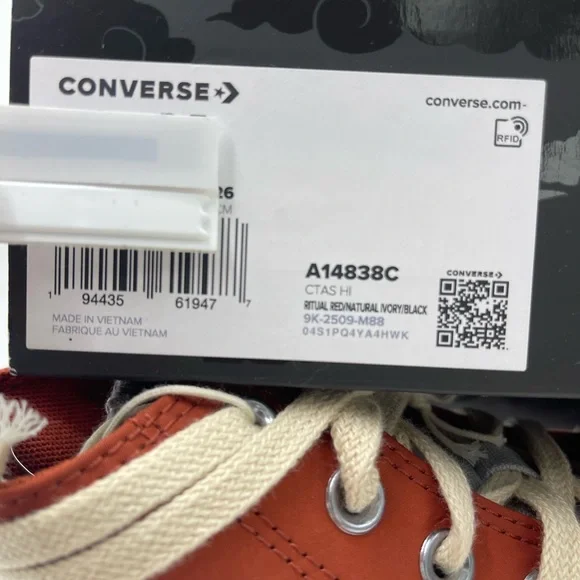 CONVERSE
converse.com-
RFID
26
CM
A14838C
CTAS HI
RITUAL RED/NATURAL IVORY/BLACK
9K-2509-M88
04S1PQ4YA4HWK
CONVERSE
1 94435 61947 7
MADE IN VIETNAM
FABRIQUE AU VIETNAM